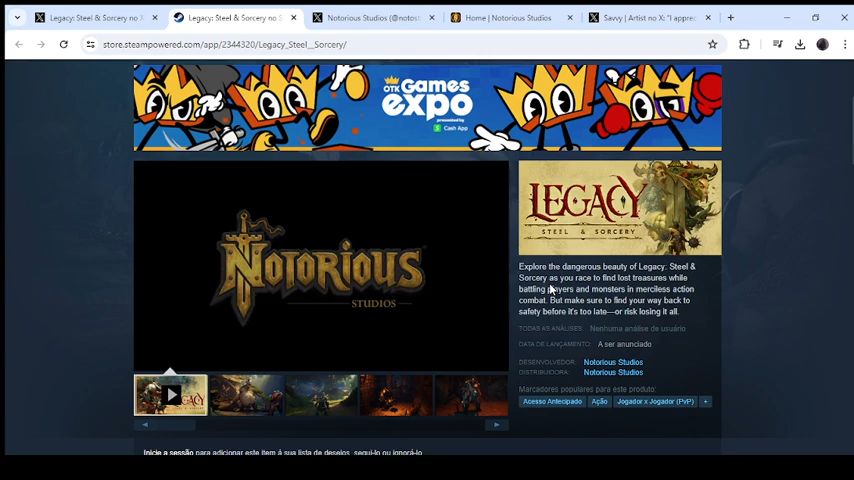 Legacy: Steel & Sorcery no X
Legacy: Steel & Sorcery no S
Notorious Studios (@notost
Home | Notorious Studios
Savvy | Artist no X: "I apprec
store.steampowered.com/app/2344320/Legacy_Steel__Sorcery/
OTK Games
expo
presented by
$ Cash App
NOTORIOUS
STUDIOS
LEGACY
STEEL & SORCERY
Explore the dangerous beauty of Legacy: Steel &
Sorcery as you race to find lost treasures while
battling players and monsters in merciless action
combat. But make sure to find your way back to
safety before it's too late—or risk losing it all.
TODAS AS ANÁLISES: Nenhuma análise de usuário
DATA DE LANÇAMENTO: A ser anunciado
DESENVOLVEDOR: Notorious Studios
DISTRIBUIDORA: Notorious Studios
Marcadores populares para este produto:
Acesso Antecipado Ação Jogador x Jogador (PvP) +
LEGACY
Inicie a sessão para adicionar este item à sua lista de desejos, segui-lo ou ignorá-lo